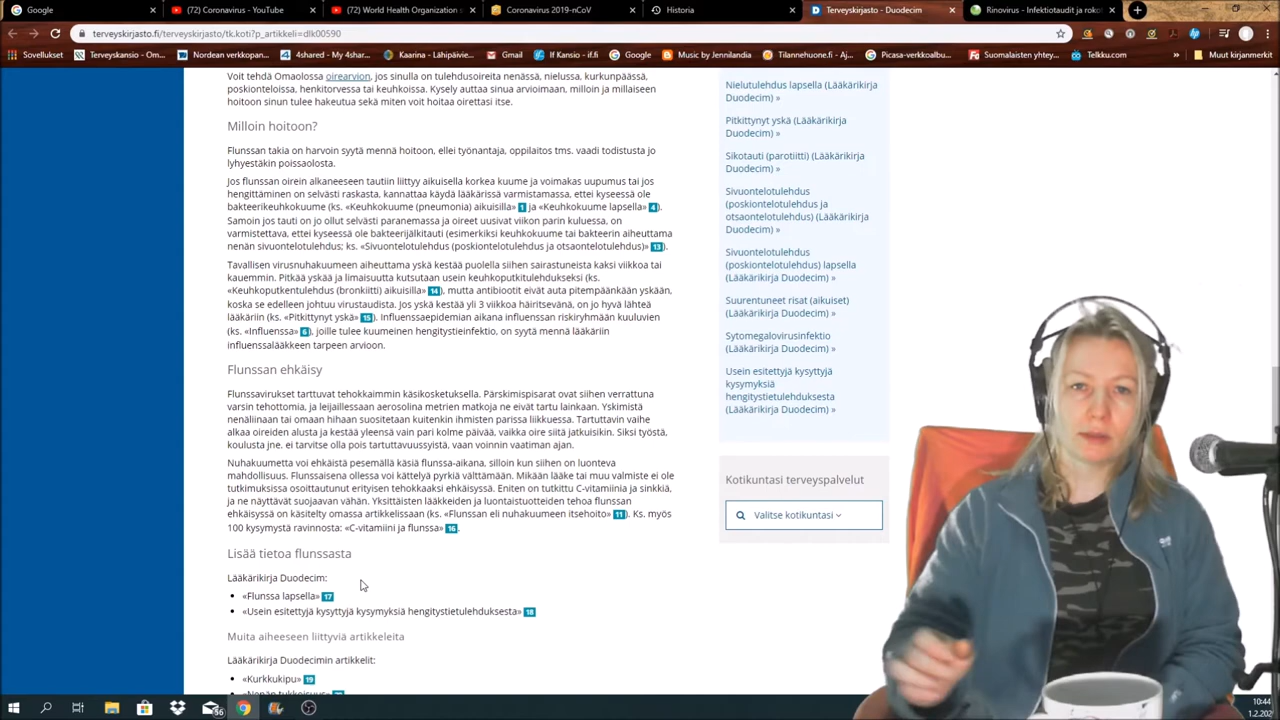 Google
(72) Coronavirus - YouTube
(72) World Health Organization
Coronavirus 2019-nCoV
Historia
Terveyskirjasto - Duodecim
Rinovirus - Infektiotaudit ja roko
terveyskirjasto.fi/terveyskirjasto/tk.koti?p_artikkeli=dlk00590
Sovellukset
Terveyskansio - Om...
Nordean verkkopan...
4shared - My 4shar...
Kaarina - Lähipäivie...
Gmail
If Kansio - if.fi
Google
Music by Jennilandia
Tilannehuone.fi - Aj...
Picasa-verkkoalbu...
Suomalaisten phot...
Telkku.com
Muut kirjanmerkit
Voit tehdä Omaolossa oirearvion, jos sinulla on tulehdusoireita nenässä, nielussa, kurkunpäässä,
poskionteloissa, henkitorvessa tai keuhkoissa. Kysely auttaa sinua arvioimaan, milloin ja millaiseen
hoitoon sinun tulee hakeutua sekä miten voit hoitaa oirettasi itse.
Milloin hoitoon?
Flunssan takia on harvoin syytä mennä hoitoon, ellei työnantaja, oppilaitos tms. vaadi todistusta jo
lyhyestäkin poissaolosta.
Jos flunssan oirein alkaneeseen tautiin liittyy aikuisella korkea kuume ja voimakas uupumus tai jos
hengittäminen on selvästi raskasta, kannattaa käydä lääkärissä varmistamassa, ettei kyseessä ole
bakteerikeuhkokuume (ks. «Keuhkokuume (pneumonia) aikuisilla» 1 ja «Keuhkokuume lapsella» 4).
Samoin jos tauti on jo ollut selvästi paranemassa ja oireet uusivat viikon parin kuluessa, on
varmistettava, ettei kyseessä ole bakteerijälkitauti (esimerkiksi keuhkokuume tai bakteerin aiheuttama
nenän sivuontelotulehdus; ks. «Sivuontelotulehdus (poskiontelotulehdus ja otsaontelotulehdus)» 13).
Tavallisen virusnuhakuumeen aiheuttama yskä kestää puolella siihen sairastuneista kaksi viikkoa tai
kauemmin. Pitkää yskää ja limaisuutta kutsutaan usein keuhkoputkitulehdukseksi (ks.
«Keuhkoputkentulehdus (bronkiitti) aikuisilla» 14), mutta antibiootit eivät auta pitempäänkään yskään,
koska se edelleen johtuu virustaudista. Jos yskä kestää yli 3 viikkoa häiritsevänä, on jo hyvä lähteä
lääkäriin (ks. «Pitkittynyt yskä» 15). Influenssaepidemian aikana influenssan riskiryhmään kuuluvien
(ks. «Influenssa» 6), joille tulee kuumeinen hengitystieinfektio, on syytä mennä lääkäriin
influenssalääkkeen tarpeen arvioon.
Flunssan ehkäisy
Flunssavirukset tarttuvat tehokkaimmin käsikosketuksella. Pärskimispisarat ovat siihen verrattuna
varsin tehottomia, ja leijaillessaan aerosolina metrien matkoja ne eivät tartu lainkaan. Yskimistä
nenäliinaan tai omaan hihaan suositetaan kuitenkin ihmisten parissa liikkuessa. Tartuttavin vaihe
alkaa oireiden alusta ja kestää yleensä vain pari kolme päivää, vaikka oire siitä jatkuisikin. Siksi työstä,
koulusta jne. ei tarvitse olla pois tartuttavuussyistä, vaan voinnin vaatiman ajan.
Nuhakuumetta voi ehkäistä pesemällä käsiä flunssa-aikana, silloin kun siihen on luonteva
mahdollisuus. Flunssaisena ollessa voi kättelyä pyrkiä välttämään. Mikään lääke tai muu valmiste ei ole
tutkimuksissa osoittautunut erityisen tehokkaaksi ehkäisyssä. Eniten on tutkittu C-vitamiinia ja sinkkiä,
ja ne näyttävät suojaavan vähän. Yksittäisten lääkkeiden ja luontaistuotteiden tehoa flunssan
ehkäisyssä on käsitelty omassa artikkelissaan (ks. «Flunssan eli nuhakuumeen itsehoito» 11). Ks. myös
100 kysymystä ravinnosta: «C-vitamiini ja flunssa» 16.
Lisää tietoa flunssasta
Lääkärikirja Duodecim:
«Flunssa lapsella» 17
«Usein esitettyjä kysyttyjä kysymyksiä hengitystietulehduksesta» 18
Muita aiheeseen liittyviä artikkeleita
Lääkärikirja Duodecimin artikkelit:
«Kurkkukipu» 19
«Nenän tukkoisuus»
Nielutulehdus lapsella (Lääkärikirja
Duodecim) »
Pitkittynyt yskä (Lääkärikirja
Duodecim) »
Sikotauti (parotiitti) (Lääkärikirja
Duodecim) »
Sivuontelotulehdus
(poskiontelotulehdus ja
otsaontelotulehdus) (Lääkärikirja
Duodecim) »
Sivuontelotulehdus
(poskiontelotulehdus) lapsella
(Lääkärikirja Duodecim) »
Suurentuneet risat (aikuiset)
(Lääkärikirja Duodecim) »
Sytomegalovirusinfektio
(Lääkärikirja Duodecim) »
Usein esitettyjä kysyttyjä
kysymyksiä
hengitystietulehduksesta
(Lääkärikirja Duodecim) »
Kotikuntasi terveyspalvelut
Valitse kotikuntasi
10:44
1.2.202